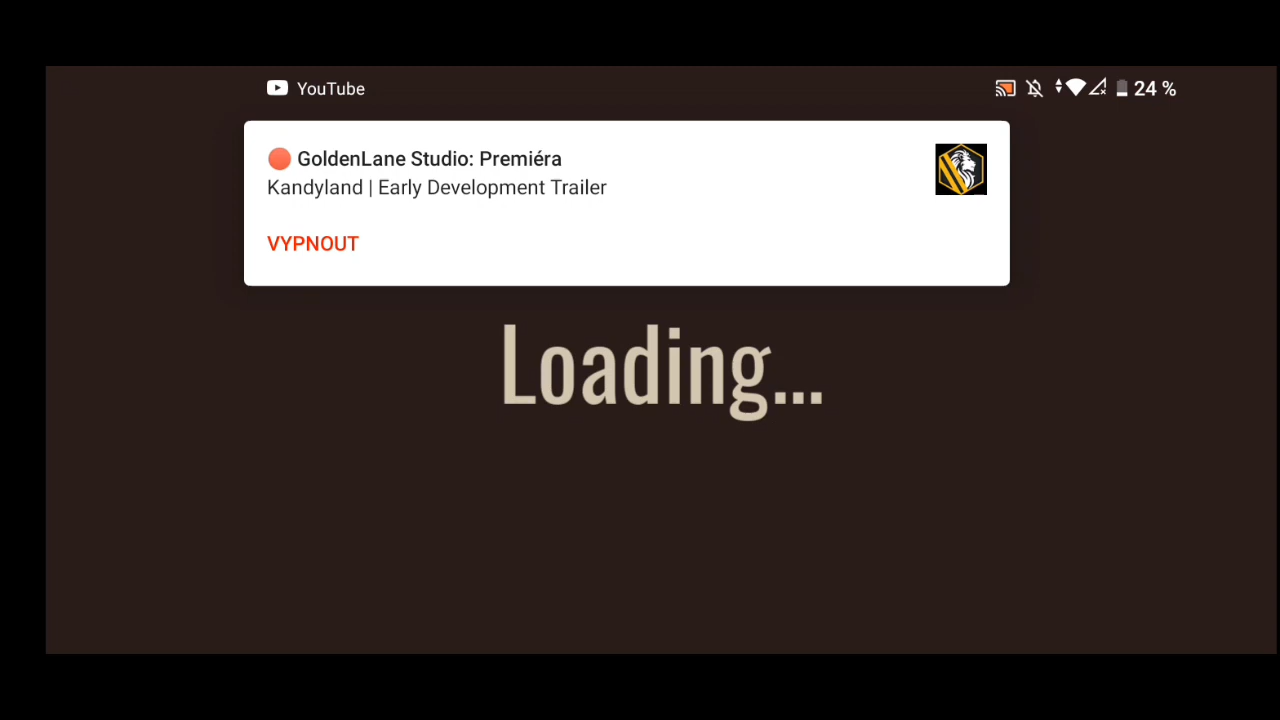 YouTube
24 %
GoldenLane Studio: Premiéra
Kandyland | Early Development Trailer
VYPNOUT
Loading...